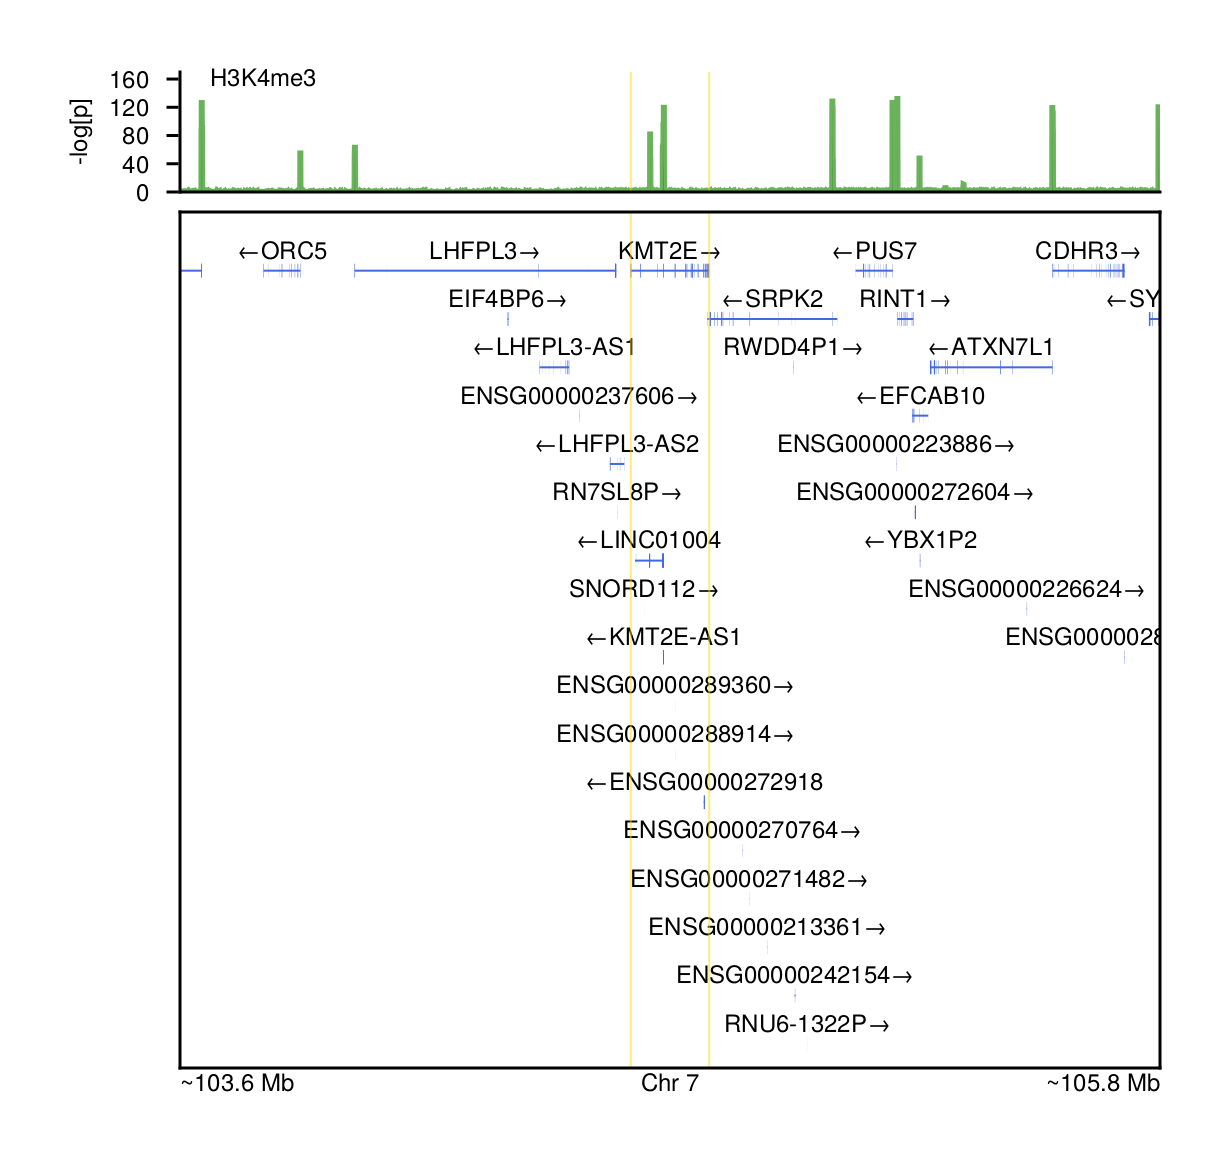 160
H3K4me3
120
80
40
0
-log[p]
←ORC5 LHFPL3→ KMT2E→ ←PUS7 CDHR3→
EIF4BP6→ ←SRPK2 RINT1→ ←SY
←LHFPL3-AS1 RWDD4P1→ ←ATXN7L1
ENSG00000237606→ ←EFCAB10
←LHFPL3-AS2 ENSG00000223886→
RN7SL8P→ ENSG00000272604→
←LINC01004 ←YBX1P2
SNORD112→ ENSG00000226624→
←KMT2E-AS1 ENSG0000028
ENSG00000289360→
ENSG00000288914→
←ENSG00000272918
ENSG00000270764→
ENSG00000271482→
ENSG00000213361→
ENSG00000242154→
RNU6-1322P→
~103.6 Mb Chr 7 ~105.8 Mb